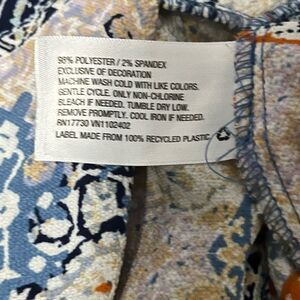 98% POLYESTER / 2% SPANDEX
EXCLUSIVE OF DECORATION
MACHINE WASH COLD WITH LIKE COLORS.
GENTLE CYCLE. ONLY NON-CHLORINE
BLEACH IF NEEDED. TUMBLE DRY LOW.
REMOVE PROMPTLY. COOL IRON IF NEEDED.
RN17730 VN1102402
LABEL MADE FROM 100% RECYCLED PLASTIC